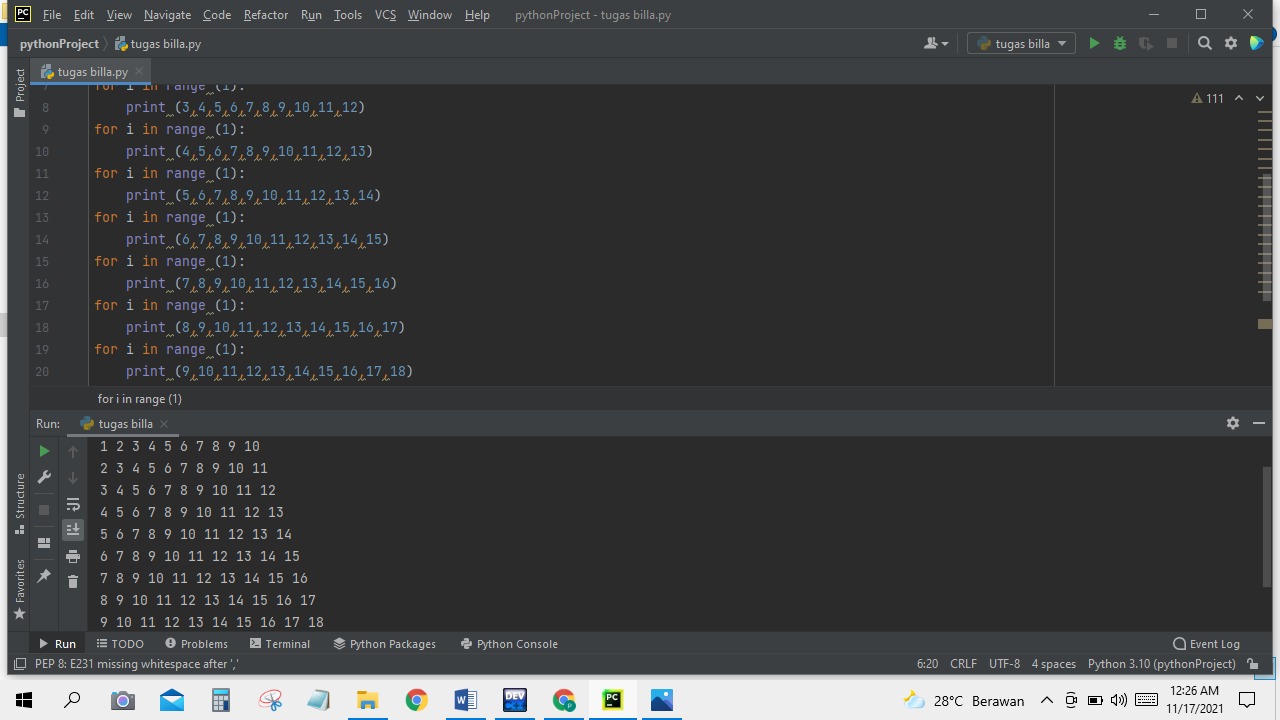 File Edit View Navigate Code Refactor Run Tools VCS Window Help pythonProject - tugas billa.py
pythonProject tugas billa.py tugas billa
Project
tugas billa.py
7 for i in range (1):
111
8 print (3,4,5,6,7,8,9,10,11,12)
9 for i in range (1):
10 print (4,5,6,7,8,9,10,11,12,13)
11 for i in range (1):
12 print (5,6,7,8,9,10,11,12,13,14)
13 for i in range (1):
14 print (6,7,8,9,10,11,12,13,14,15)
15 for i in range (1):
16 print (7,8,9,10,11,12,13,14,15,16)
17 for i in range (1):
18 print (8,9,10,11,12,13,14,15,16,17)
19 for i in range (1):
20 print (9,10,11,12,13,14,15,16,17,18)
for i in range (1)
Run: tugas billa
1 2 3 4 5 6 7 8 9 10
2 3 4 5 6 7 8 9 10 11
3 4 5 6 7 8 9 10 11 12
4 5 6 7 8 9 10 11 12 13
5 6 7 8 9 10 11 12 13 14
6 7 8 9 10 11 12 13 14 15
7 8 9 10 11 12 13 14 15 16
8 9 10 11 12 13 14 15 16 17
9 10 11 12 13 14 15 16 17 18
Structure
Favorites
Run TODO Problems Terminal Python Packages Python Console Event Log
PEP 8: E231 missing whitespace after ',' 6:20 CRLF UTF-8 4 spaces Python 3.10 (pythonProject)
28°C Berawan 12:26 AM
11/17/2021